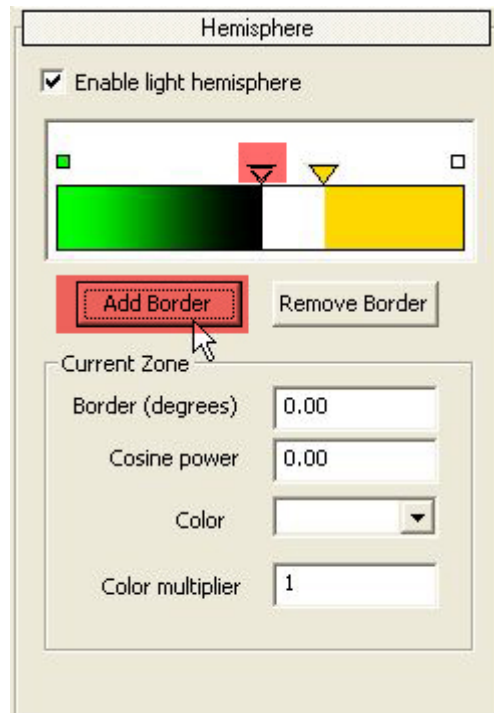 Hemisphere
Enable light hemisphere
Add Border Remove Border
Current Zone
Border (degrees) 0.00
Cosine power 0.00
Color
Color multiplier 1